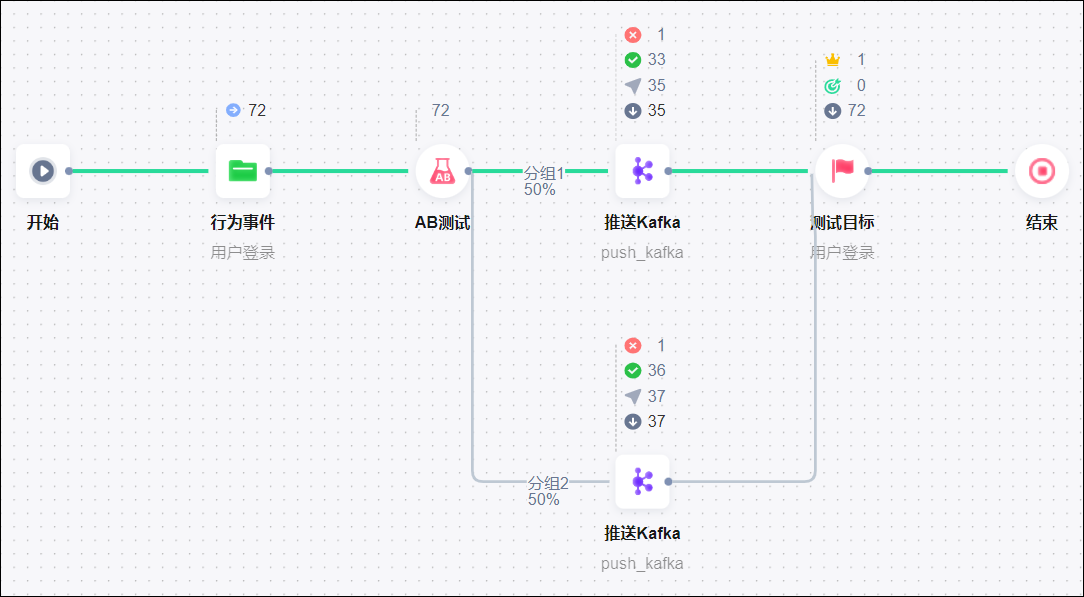 1
33
35
35
1
0
72
72
72
AB
分组1
50%
开始
行为事件
用户登录
AB测试
推送Kafka
push_kafka
测试目标
用户登录
结束
1
36
37
37
分组2
50%
推送Kafka
push_kafka